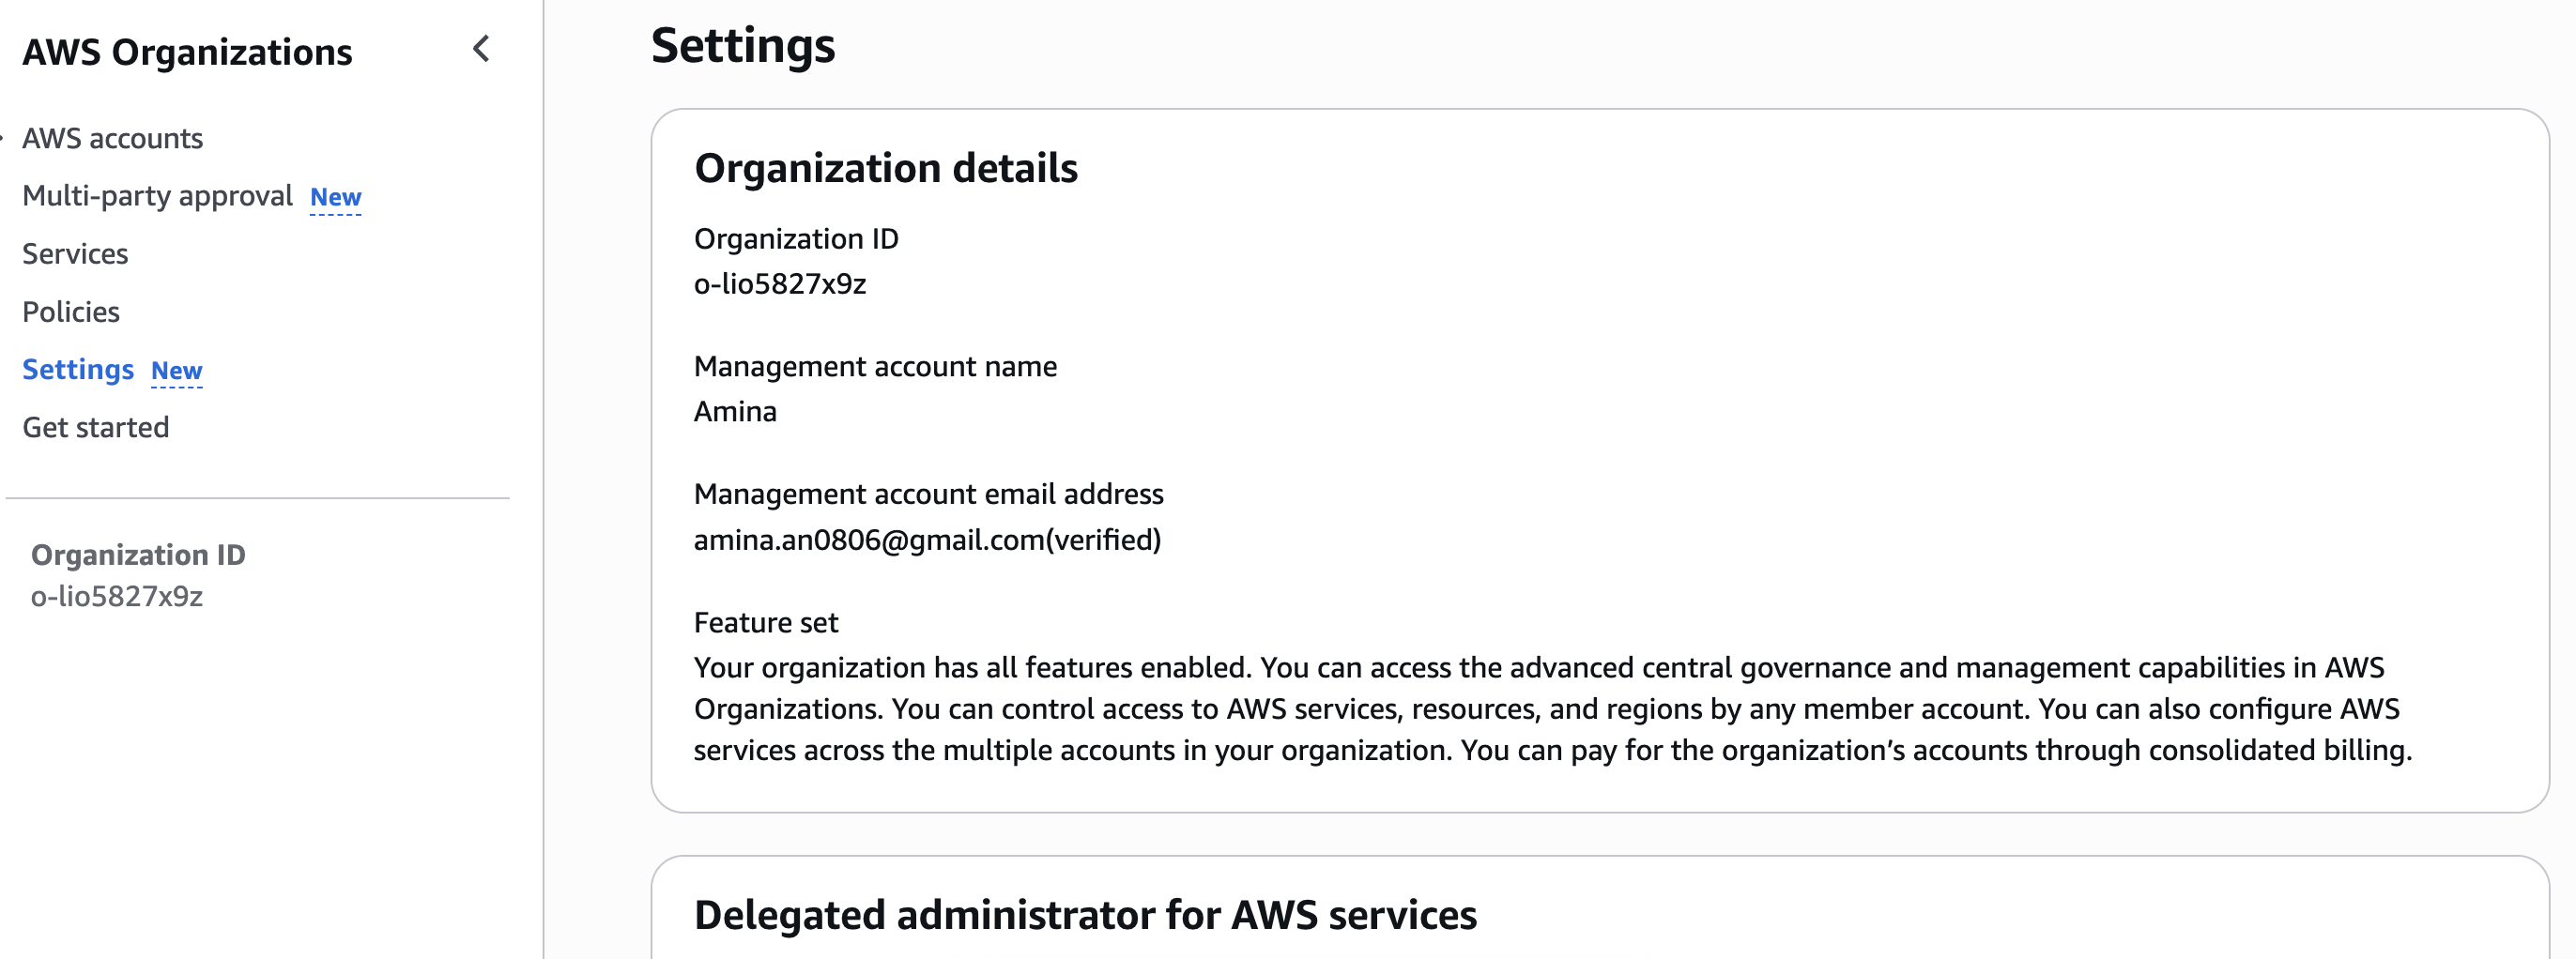 AWS Organizations
AWS accounts
Multi-party approval New
Services
Policies
Settings New
Get started
Organization ID
o-lio5827x9z
Settings
Organization details
Organization ID
o-lio5827x9z
Management account name
Amina
Management account email address
amina.an0806@gmail.com(verified)
Feature set
Your organization has all features enabled. You can access the advanced central governance and management capabilities in AWS
Organizations. You can control access to AWS services, resources, and regions by any member account. You can also configure AWS
services across the multiple accounts in your organization. You can pay for the organization’s accounts through consolidated billing.
Delegated administrator for AWS services